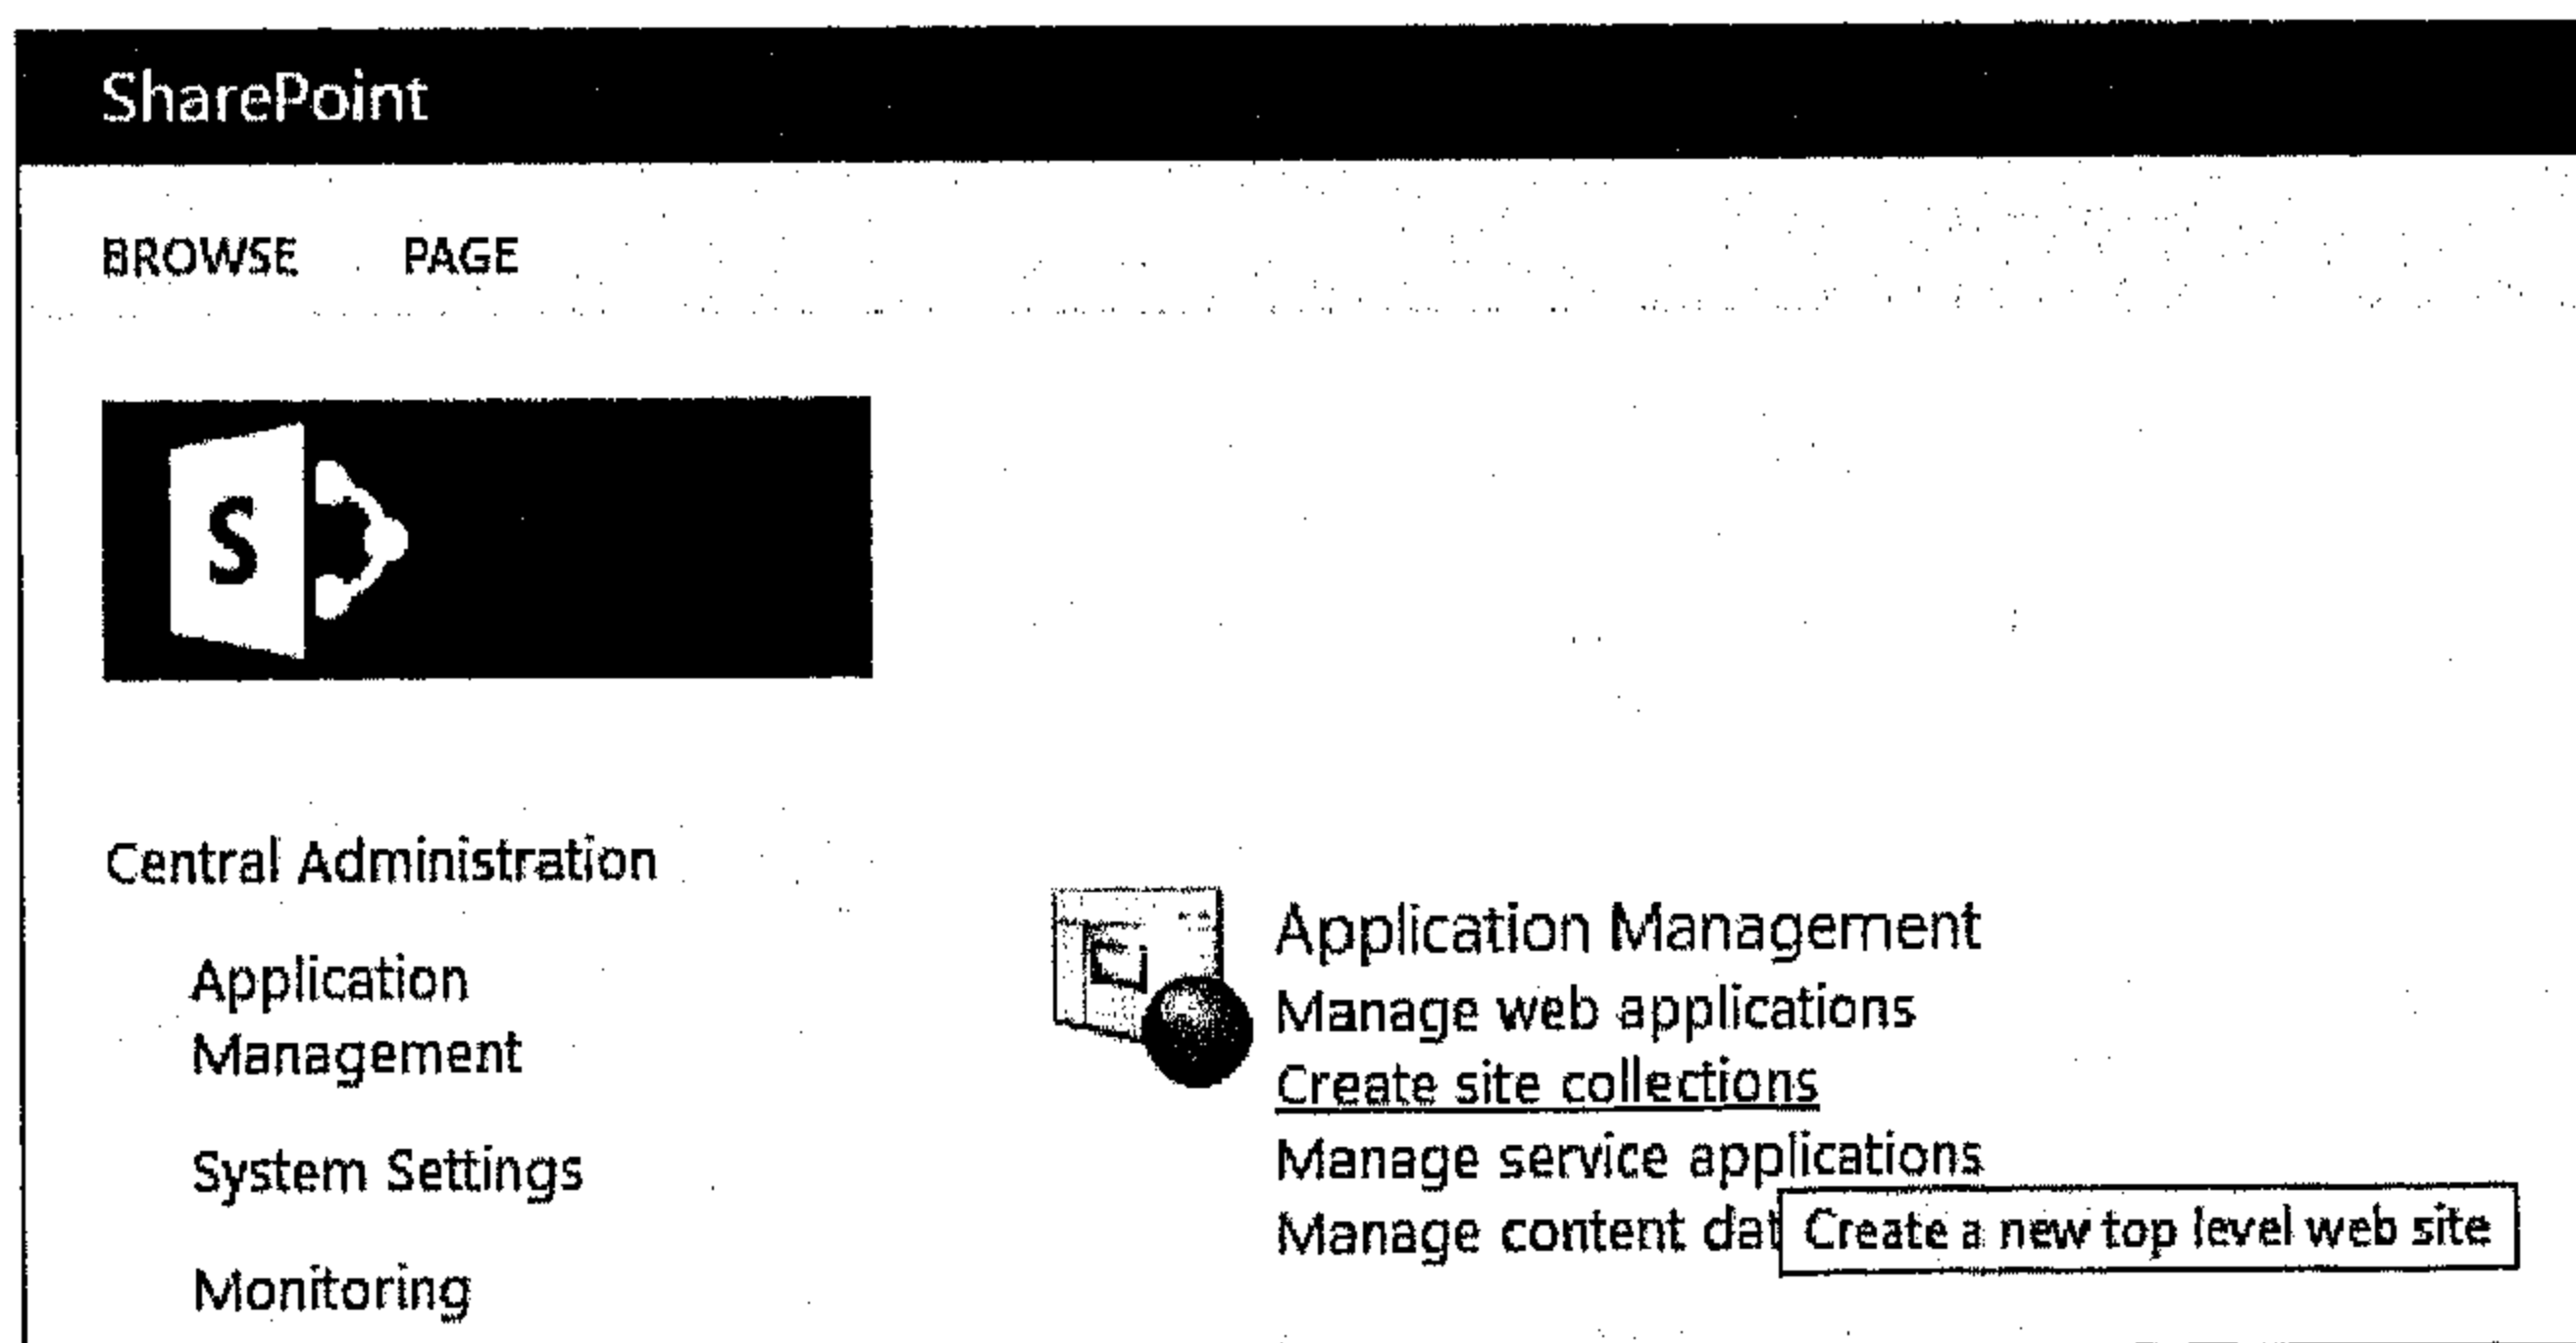 SharePoint
BROWSE PAGE
S
Central Administration
Application
Management
System Settings
Monitoring
Application Management
Manage web applications
Create site collections
Manage service applications
Manage content dat
Create a new top level web site